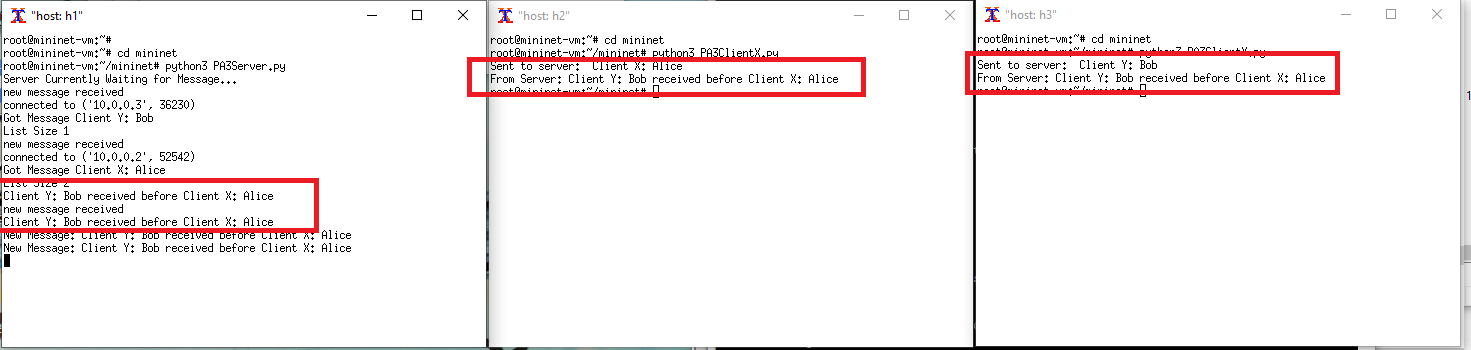 "host: h1"
root@mininet-vm:~#
root@mininet-vm:~# cd mininet
root@mininet-vm:~/mininet# python3 PA3Server.py
Server Currently Waiting for Message...
new message received
connected to ('10.0.0.3', 36230)
Got Message Client Y: Bob
List Size 1
new message received
connected to ('10.0.0.2', 52542)
Got Message Client X: Alice
List Size 2
Client Y: Bob received before Client X: Alice
new message received
Client Y: Bob received before Client X: Alice
New Message: Client Y: Bob received before Client X: Alice
New Message: Client Y: Bob received before Client X: Alice
"host: h2"
root@mininet-vm:~# cd mininet
root@mininet-vm:~/mininet# python3 PA3ClientX.py
Sent to server:  Client X: Alice
From Server: Client Y: Bob received before Client X: Alice
root@mininet-vm:~/mininet#
"host: h3"
root@mininet-vm:~# cd mininet
root@mininet-vm:~/mininet# python3 PA3ClientX.py
Sent to server:  Client Y: Bob
From Server: Client Y: Bob received before Client X: Alice
root@mininet-vm:~/mininet#
1